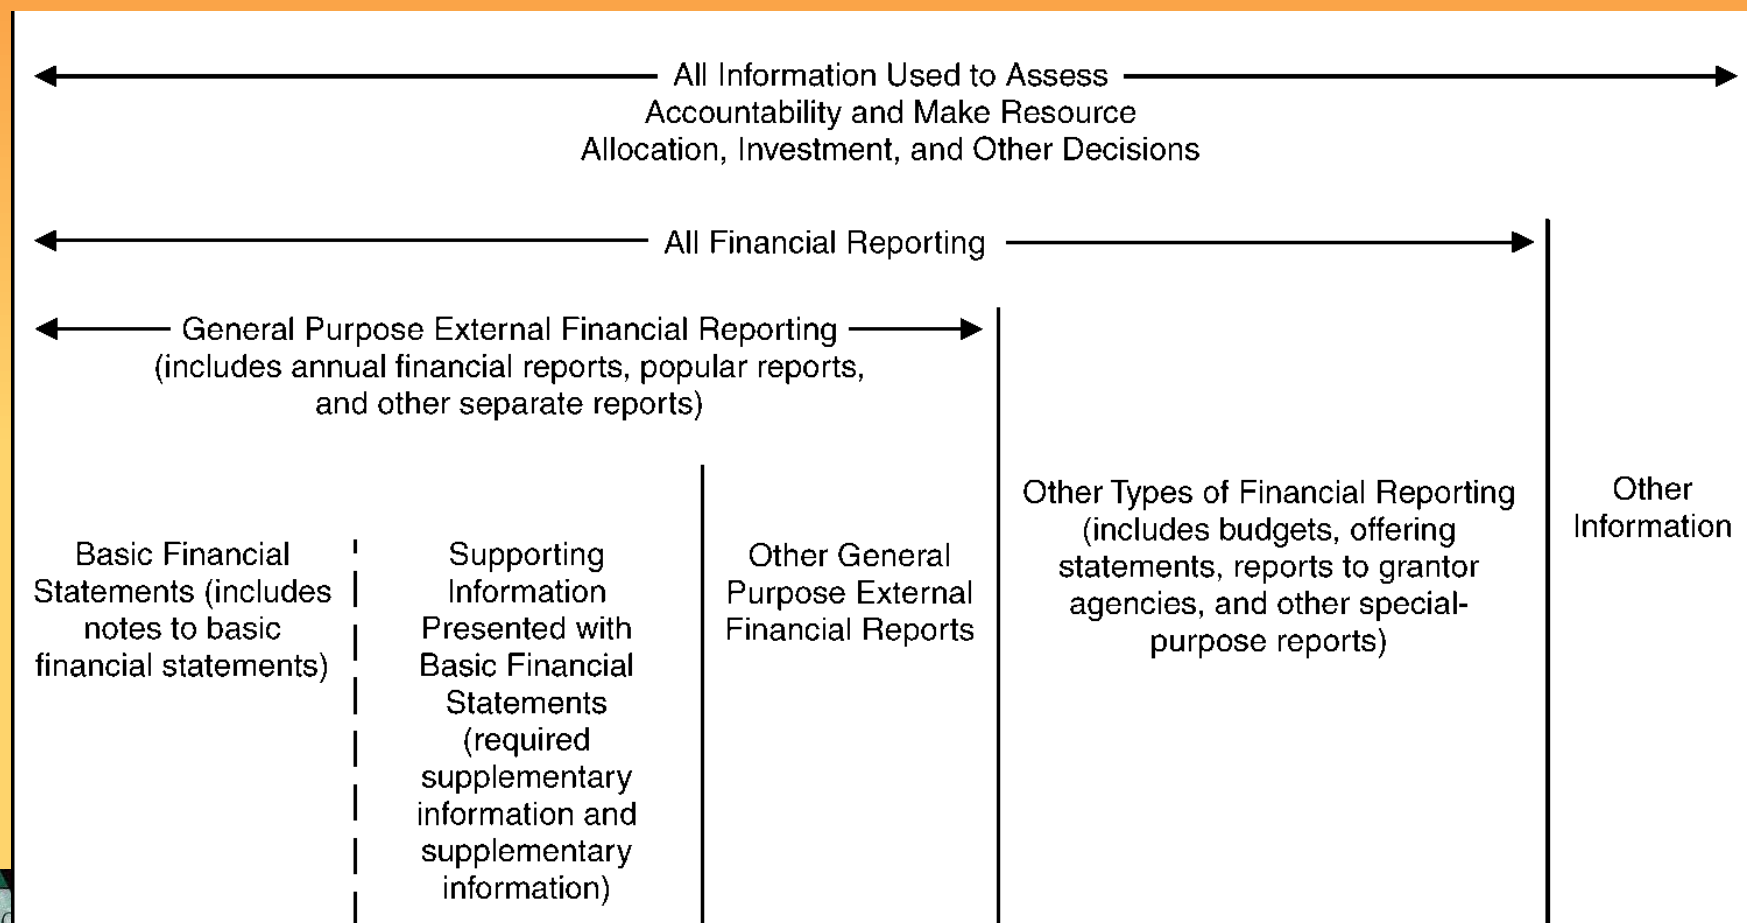 All Information Used to Assess
Accountability and Make Resource
Allocation, Investment, and Other Decisions
All Financial Reporting
General Purpose External Financial Reporting
(includes annual financial reports, popular reports,
and other separate reports)
Basic Financial
Statements (includes
notes to basic
financial statements)
Supporting
Information
Presented with
Basic Financial
Statements
(required
supplementary
information and
supplementary
information)
Other General
Purpose External
Financial Reports
Other Types of Financial Reporting
(includes budgets, offering
statements, reports to grantor
agencies, and other special-
purpose reports)
Other
Information